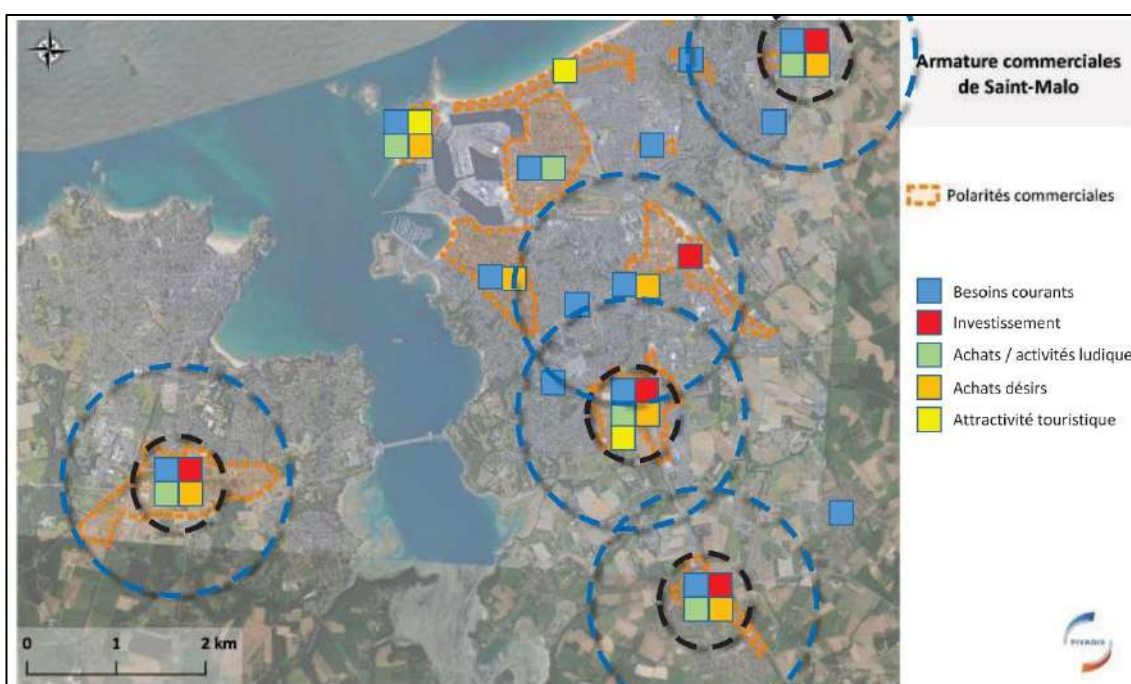 Armature commerciales
de Saint-Malo
Polarités commerciales
Besoins courants
Investissement
Achats / activités ludique
Achats désirs
Attractivité touristique
0 1 2 km